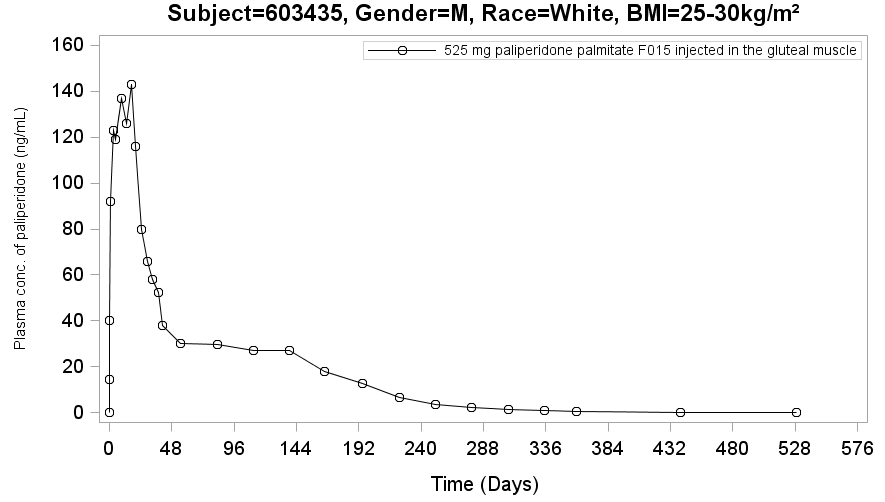 Subject=603435, Gender=M, Race=White, BMI=25-30kg/m²
525 mg paliperidone palmitate F015 injected in the gluteal muscle
Plasma conc. of paliperidone (ng/mL)
160
140
120
100
80
60
40
20
0
0 48 96 144 192 240 288 336 384 432 480 528 576
Time (Days)